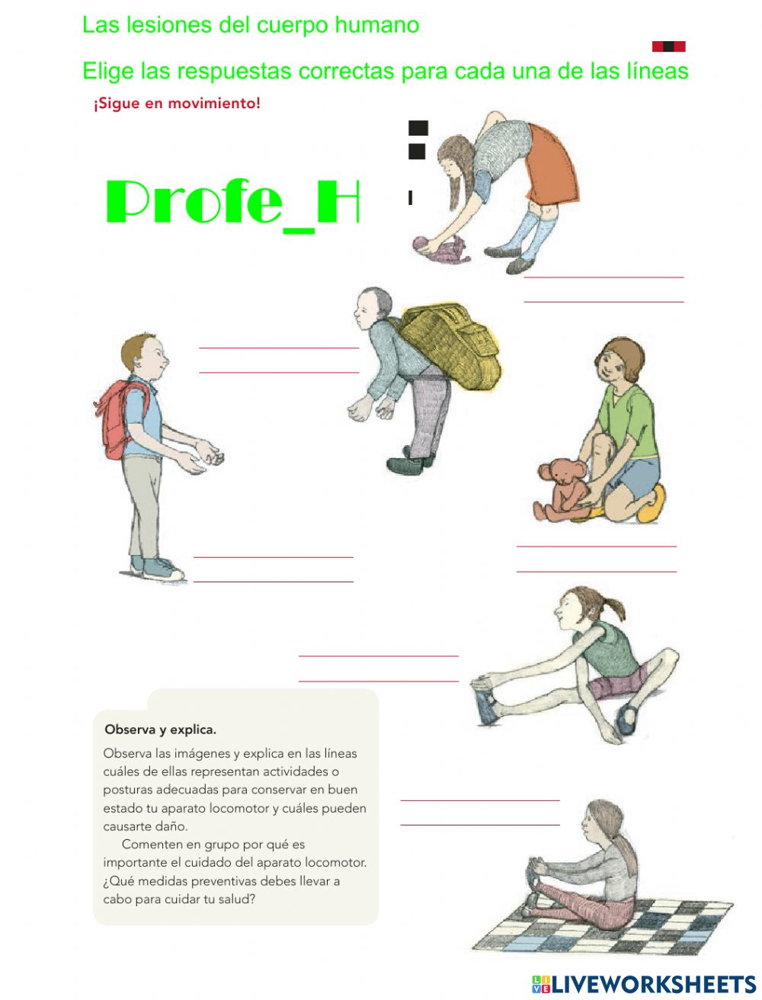 Las lesiones del cuerpo humano
Elige las respuestas correctas para cada una de las líneas
¡Sigue en movimiento!
Profe_H
Observa y explica.
Observa las imágenes y explica en las líneas
cuáles de ellas representan actividades o
posturas adecuadas para conservar en buen
estado tu aparato locomotor y cuáles pueden
causarte daño.
Comenten en grupo por qué es
importante el cuidado del aparato locomotor.
¿Qué medidas preventivas debes llevar a
cabo para cuidar tu salud?
LIVE LIVEWORKSHEETS